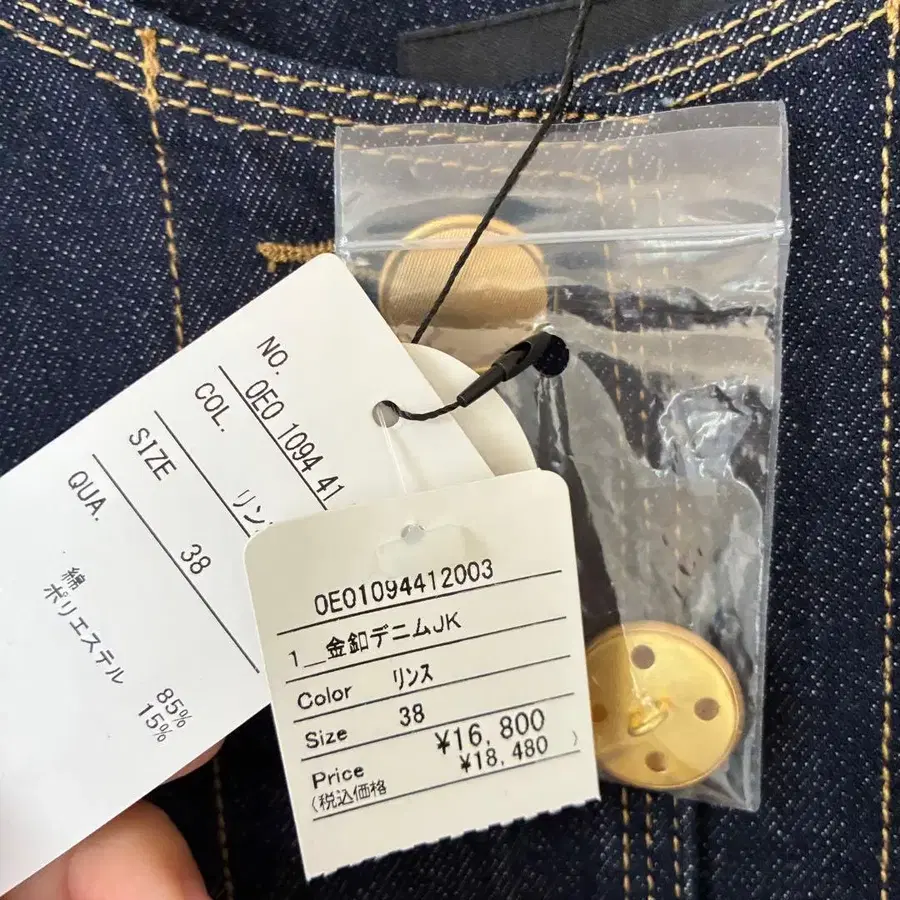 NO. 0E0 1094 41
COL. リンス
SIZE 38
QUA.
綿 85%
ポリエステル 15%
0E01094412003
1_金釦デニムJK
Color リンス
Size 38
Price ¥16,800
(税込価格 ¥18,480 )